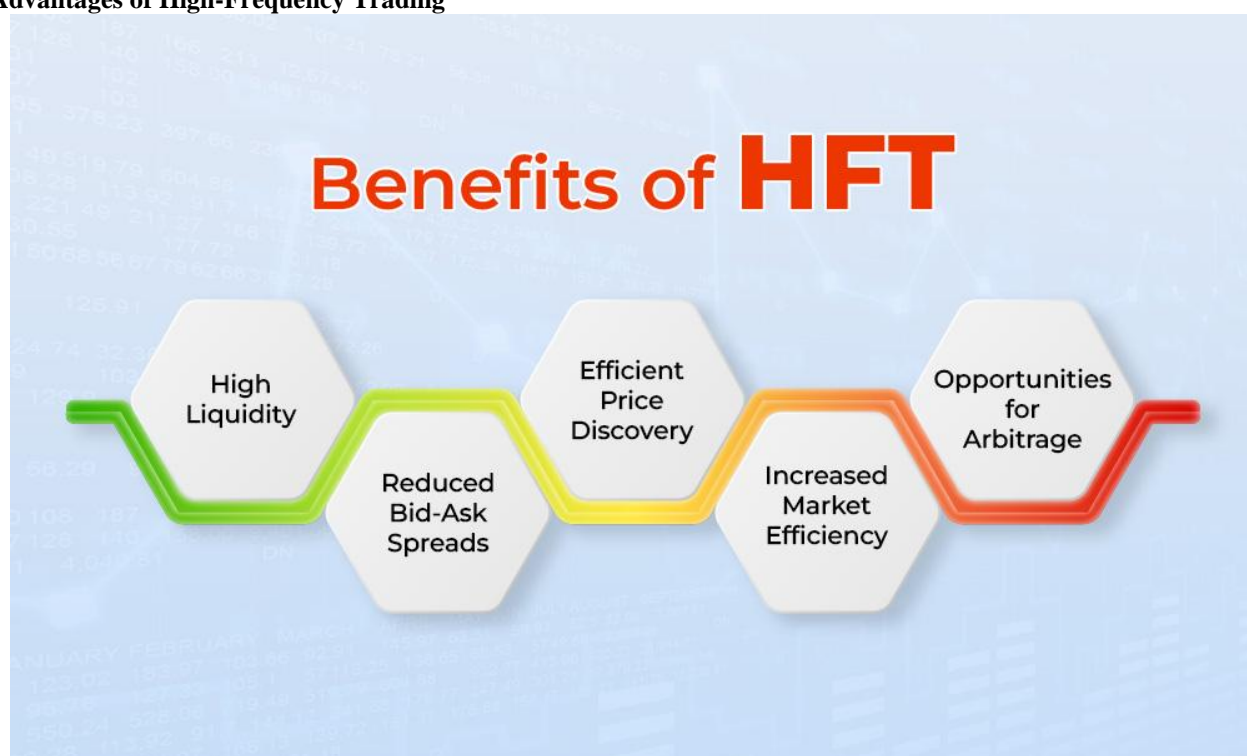 Advantages of High-Frequency Trading
Benefits of HFT
High
Liquidity
Reduced
Bid-Ask
Spreads
Efficient
Price
Discovery
Increased
Market
Efficiency
Opportunities
for
Arbitrage